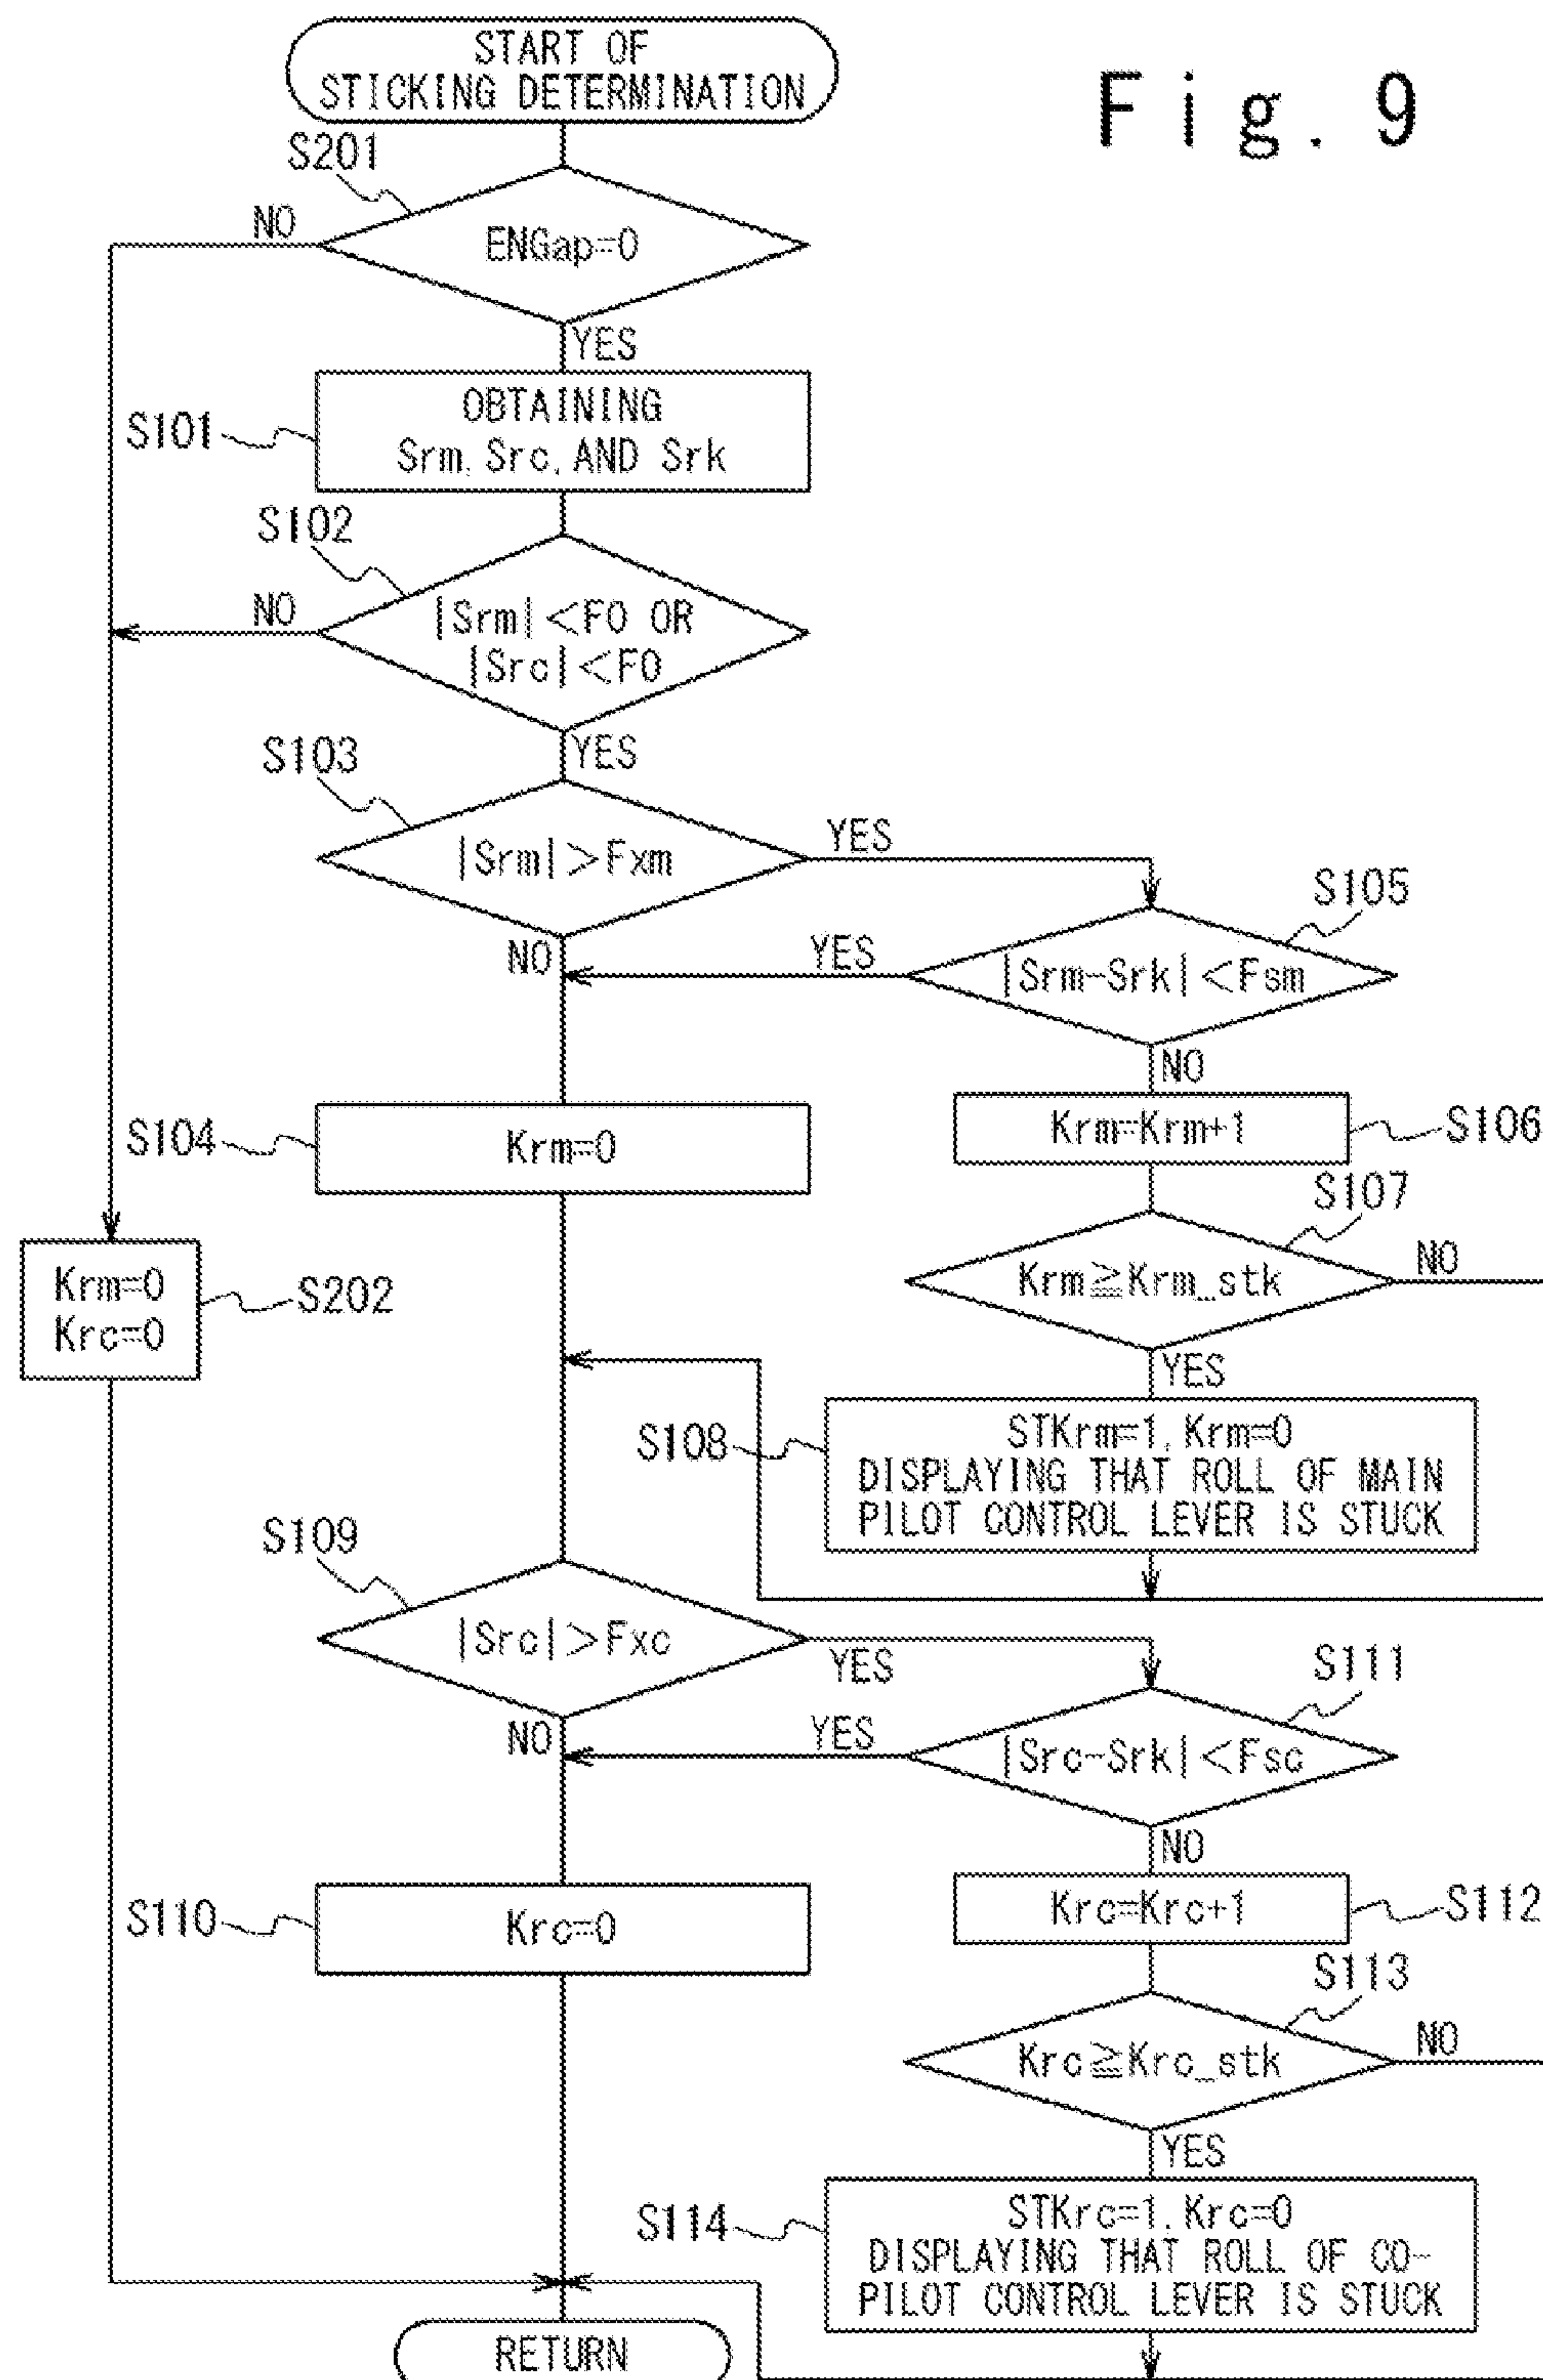 Fig. 9
START OF
STICKING DETERMINATION
S201
ENGap=0
NO
YES
S101
OBTAINING
Srm, Src, AND Srk
S102
|Srm|<F0 OR
|Src|<F0
NO
YES
S103
|Srm|>Fxm
YES
NO
S105
|Srm-Srk|<Fsm
YES
NO
S104
Krm=0
Krm=Krm+1
S106
S107
Krm≧Krm_stk
NO
YES
Krm=0
Krc=0
S202
S108
STKrm=1, Krm=0
DISPLAYING THAT ROLL OF MAIN
PILOT CONTROL LEVER IS STUCK
S109
|Src|>Fxc
YES
NO
S111
|Src-Srk|<Fsc
YES
NO
S110
Krc=0
Krc=Krc+1
S112
S113
Krc≧Krc_stk
NO
YES
S114
STKrc=1, Krc=0
DISPLAYING THAT ROLL OF CO-
PILOT CONTROL LEVER IS STUCK
RETURN